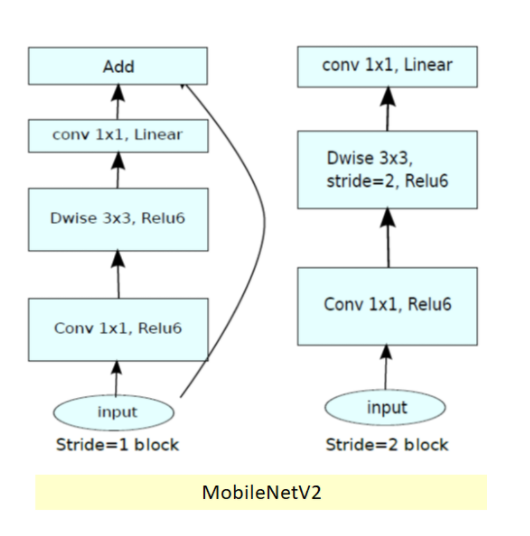 Add
conv 1x1, Linear
Dwise 3x3, Relu6
Conv 1x1, Relu6
input
Stride=1 block
conv 1x1, Linear
Dwise 3x3,
stride=2, Relu6
Conv 1x1, Relu6
input
Stride=2 block
MobileNetV2